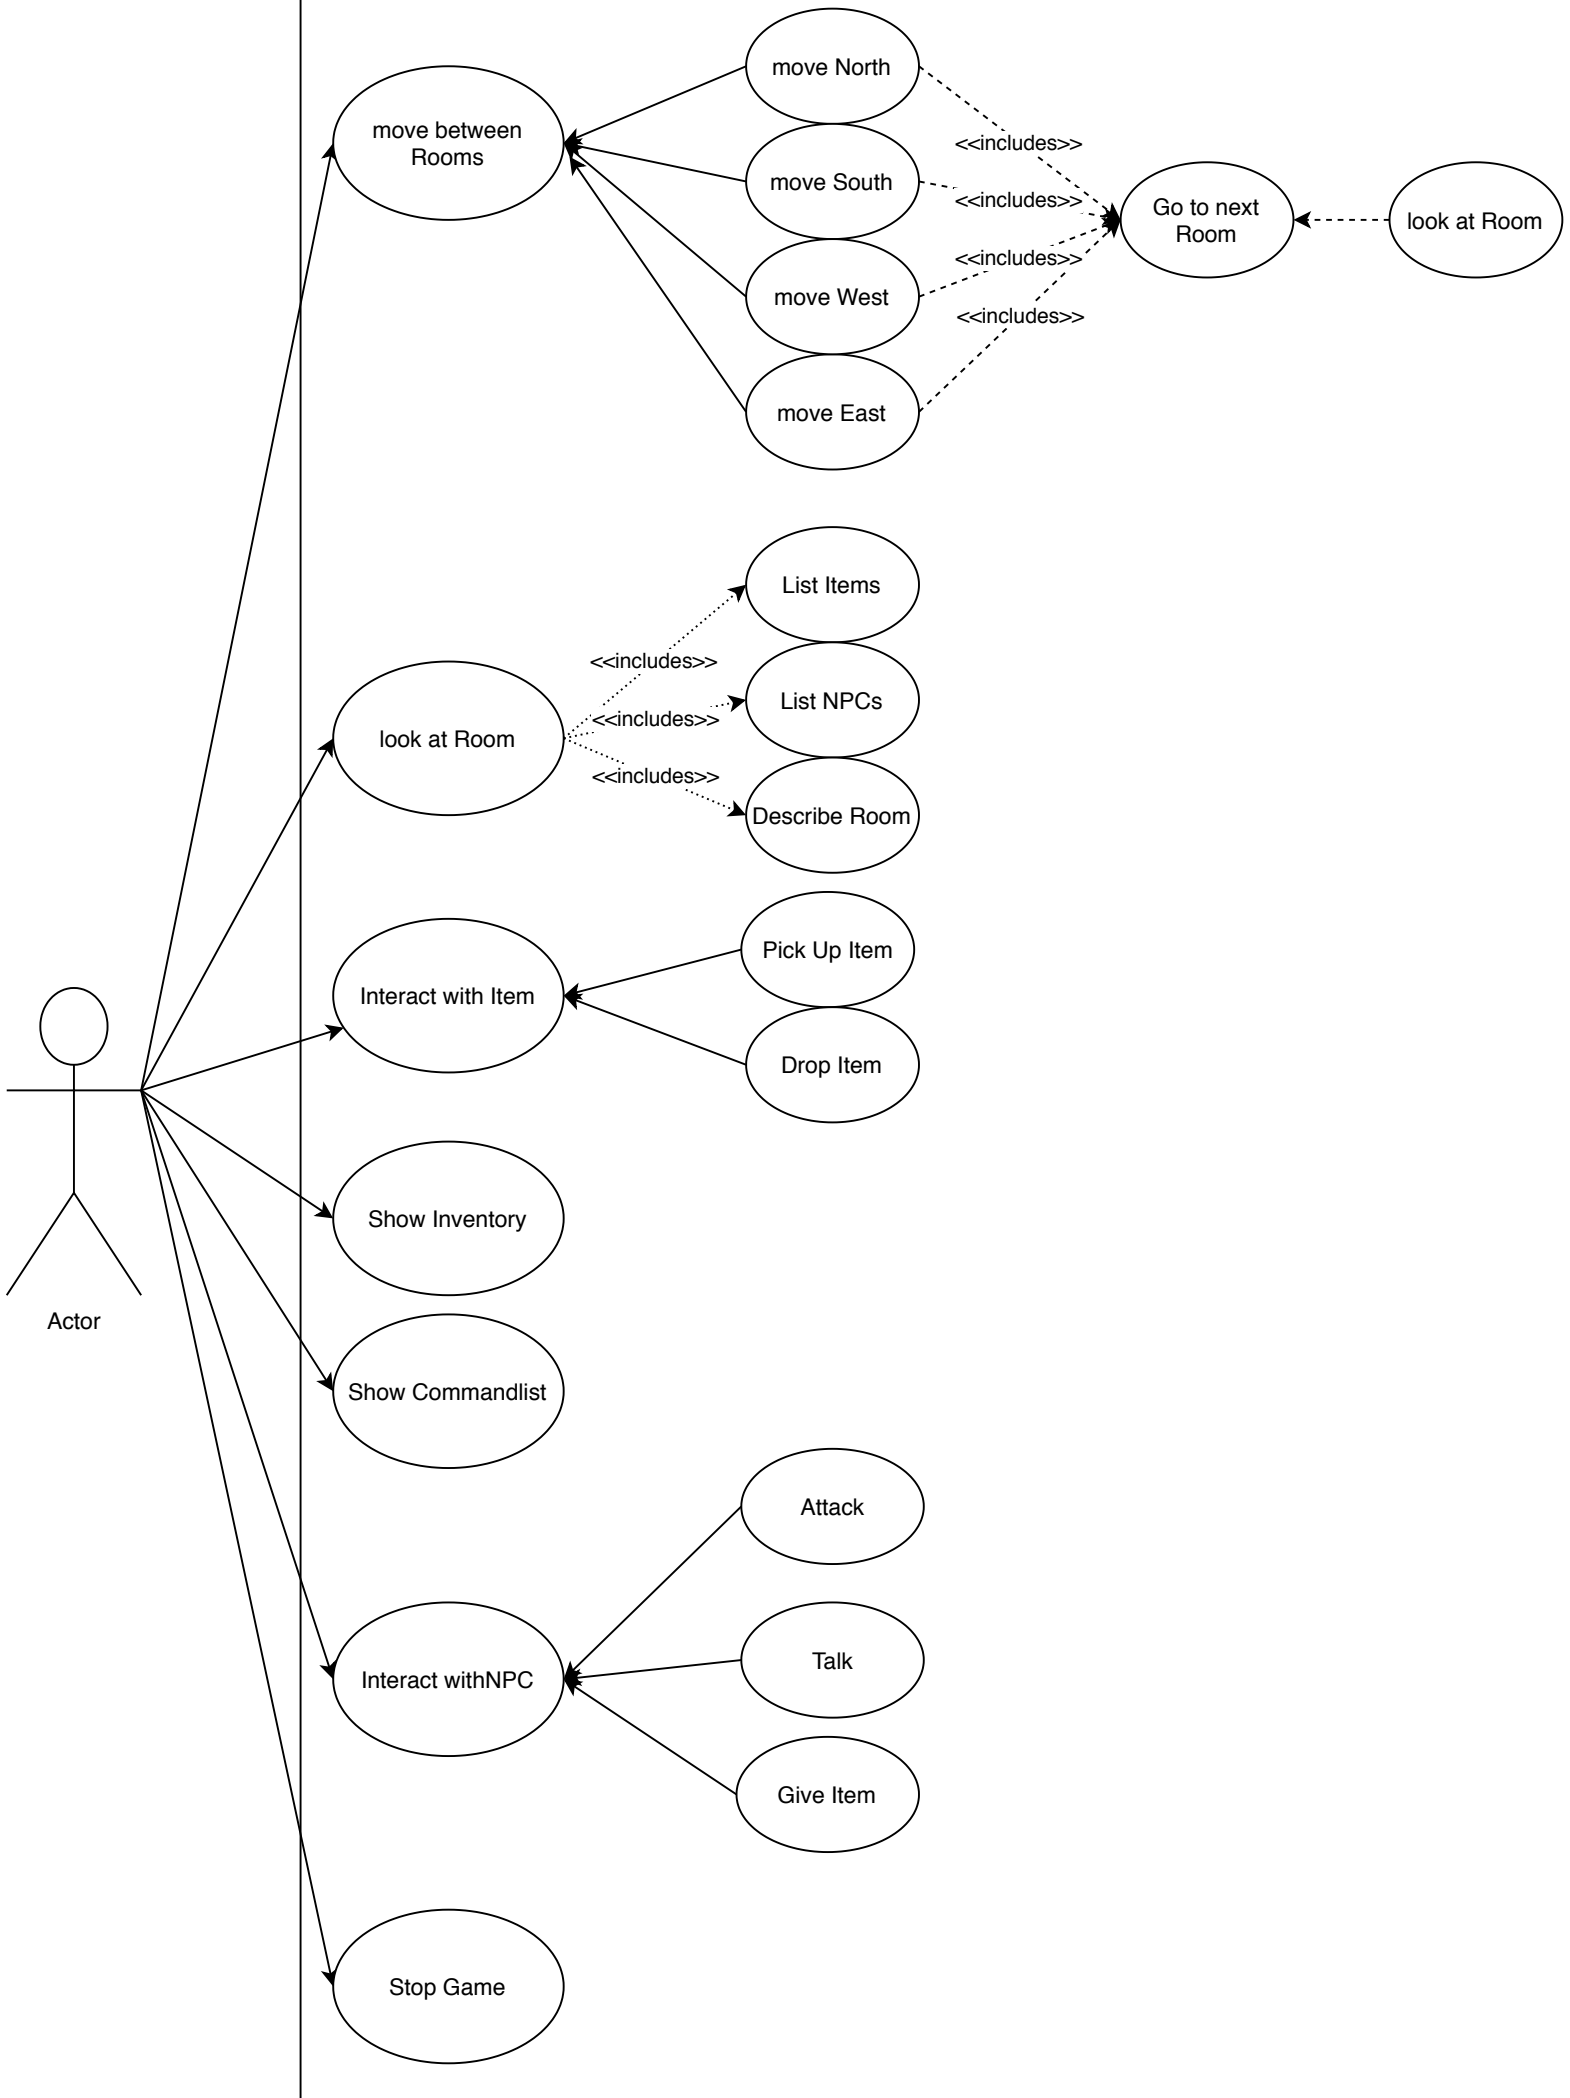 move North
move between
Rooms
<<includes>>
move South
<<includes>>
Go to next
Room
look at Room
<<includes>>
move West
<<includes>>
move East
List Items
<<includes>>
List NPCs
<<includes>>
look at Room
<<includes>>
Describe Room
Pick Up Item
Interact with Item
Drop Item
Show Inventory
Actor
Show Commandlist
Attack
Talk
Interact withNPC
Give Item
Stop Game